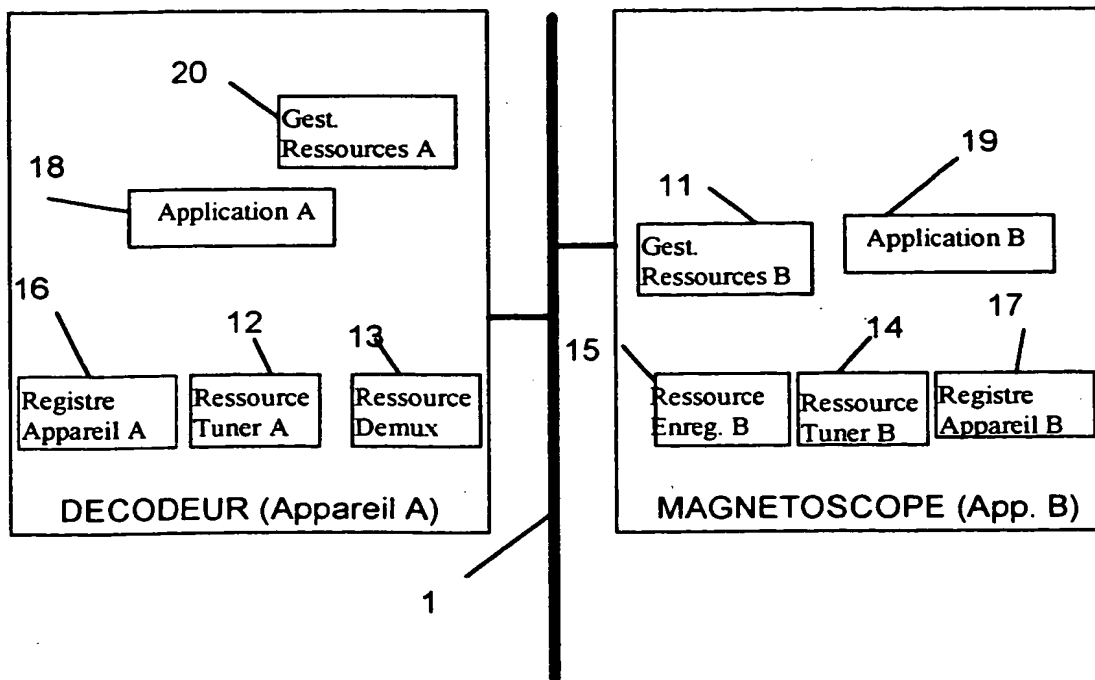 20
Gest.
Ressources A
18
Application A
16
Registre
Appareil A
12
Ressource
Tuner A
13
Ressource
Demux
DECODEUR (Appareil A)
1
11
Gest.
Ressources B
19
Application B
15
Ressource
Enreg. B
14
Ressource
Tuner B
17
Registre
Appareil B
MAGNETOSCOPE (App. B)